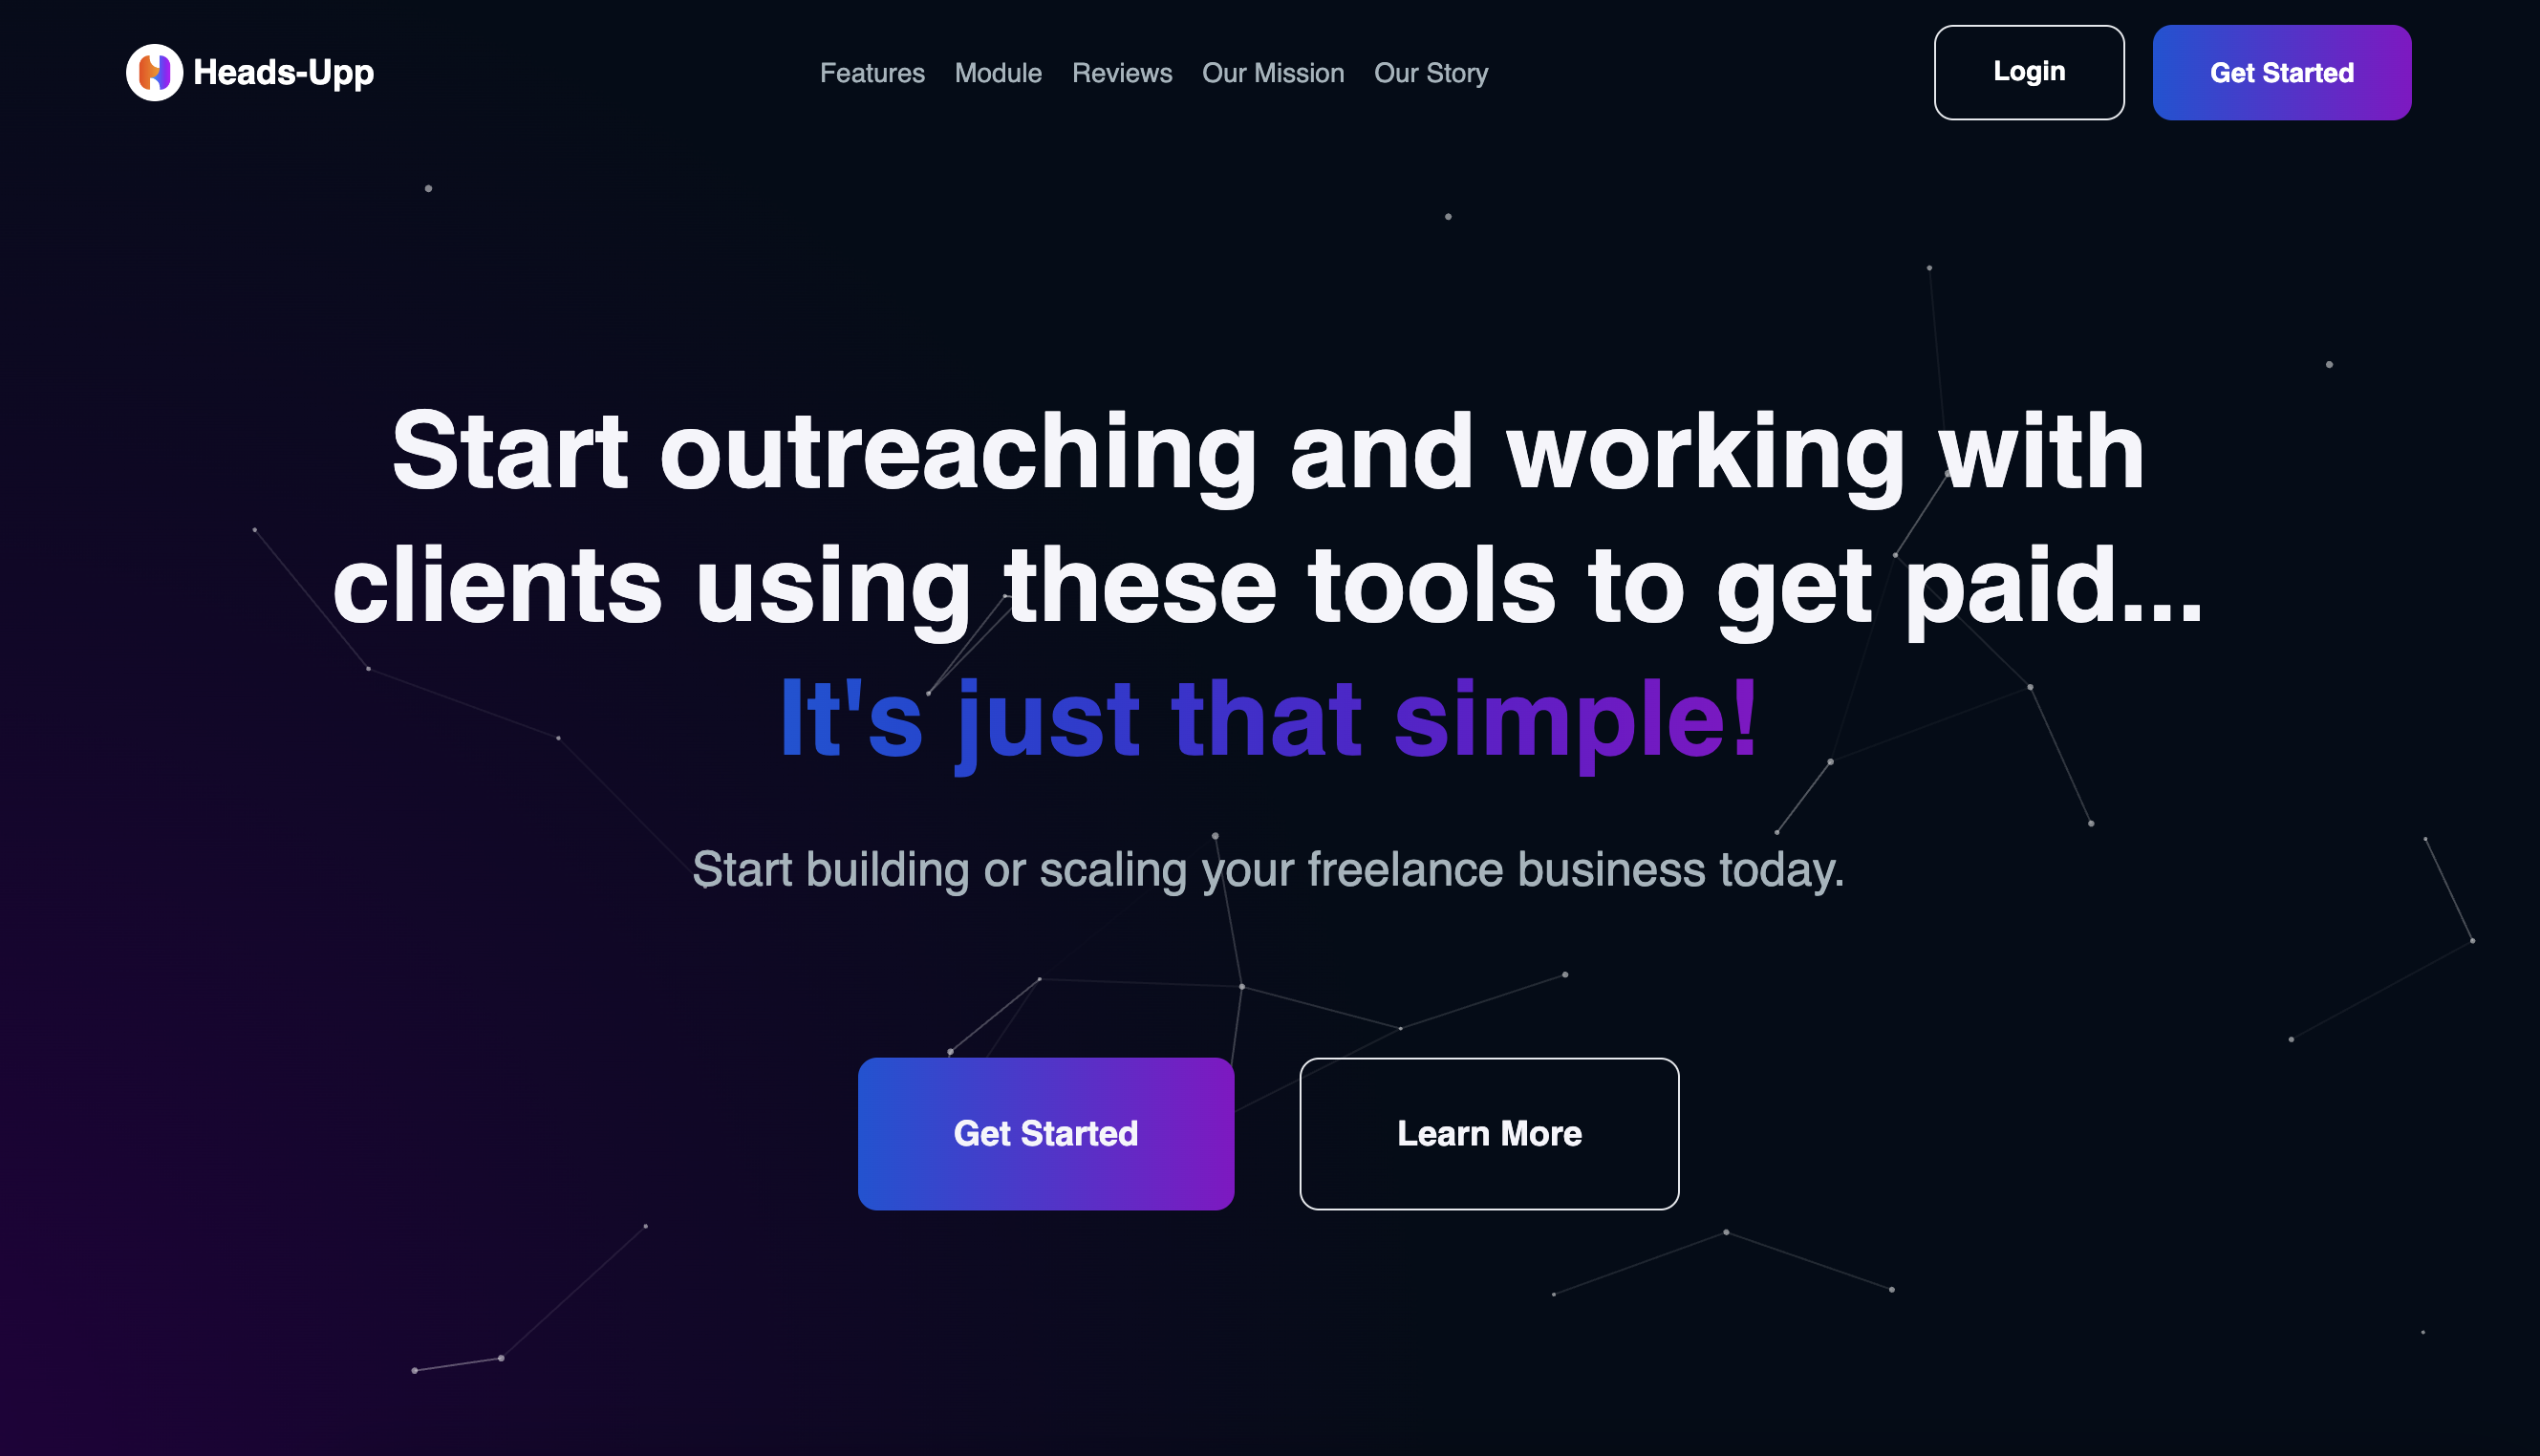 Heads-Upp
Features
Module
Reviews
Our Mission
Our Story
Login
Get Started
Start outreaching and working with
clients using these tools to get paid...
It's just that simple!
Start building or scaling your freelance business today.
Get Started
Learn More